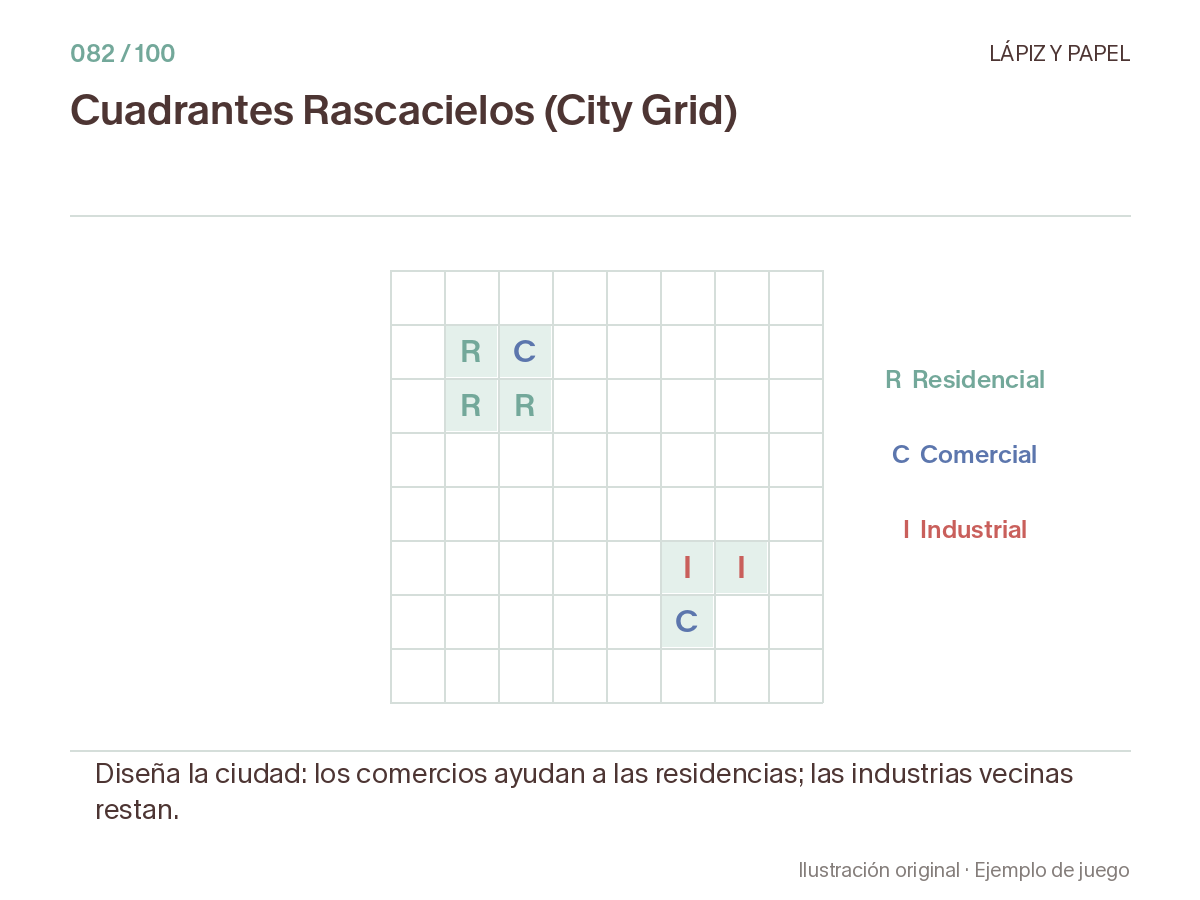 082 / 100
LÁPIZ Y PAPEL
Cuadrantes Rascacielos (City Grid)
R C
R Residencial
R R
C Comercial
I Industrial
I I
C
Diseña la ciudad: los comercios ayudan a las residencias; las industrias vecinas
restan.
Ilustración original · Ejemplo de juego